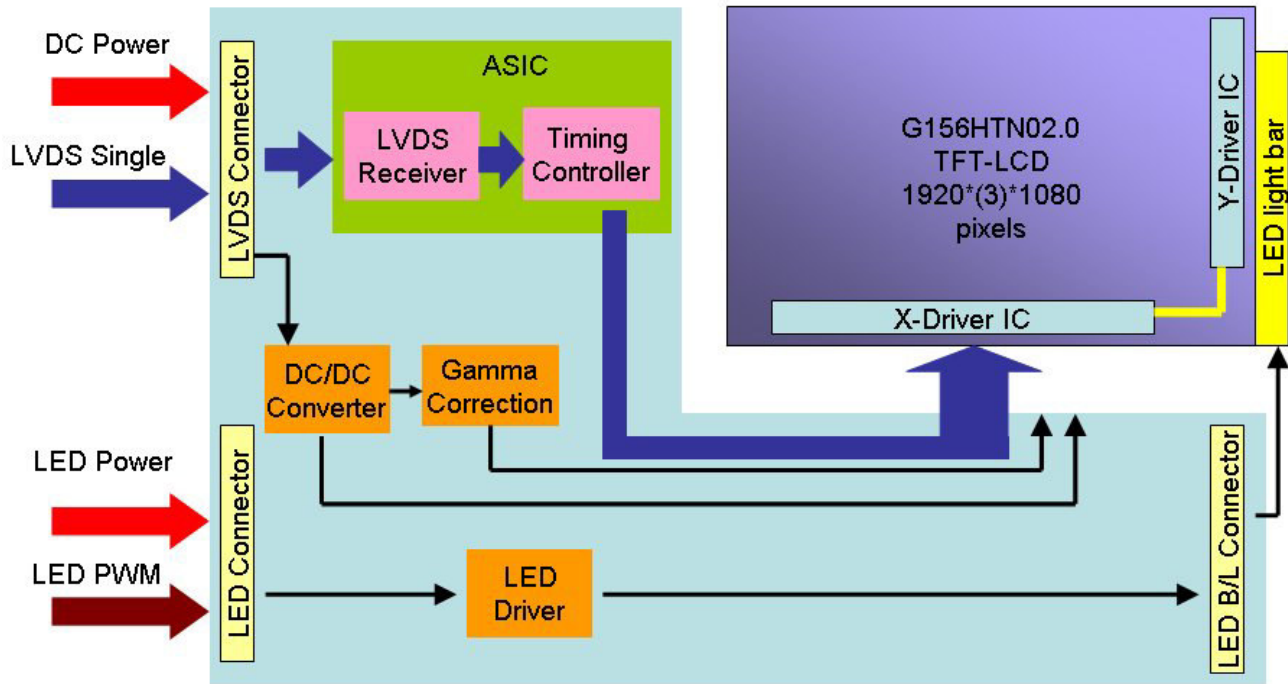 DC Power
LVDS Single
LVDS Connector
ASIC
LVDS
Receiver
Timing
Controller
G156HTN02.0
TFT-LCD
1920*(3)*1080
pixels
Y-Driver IC
LED light bar
X-Driver IC
DC/DC
Converter
Gamma
Correction
LED Power
LED PWM
LED Connector
LED
Driver
LED B/L Connector